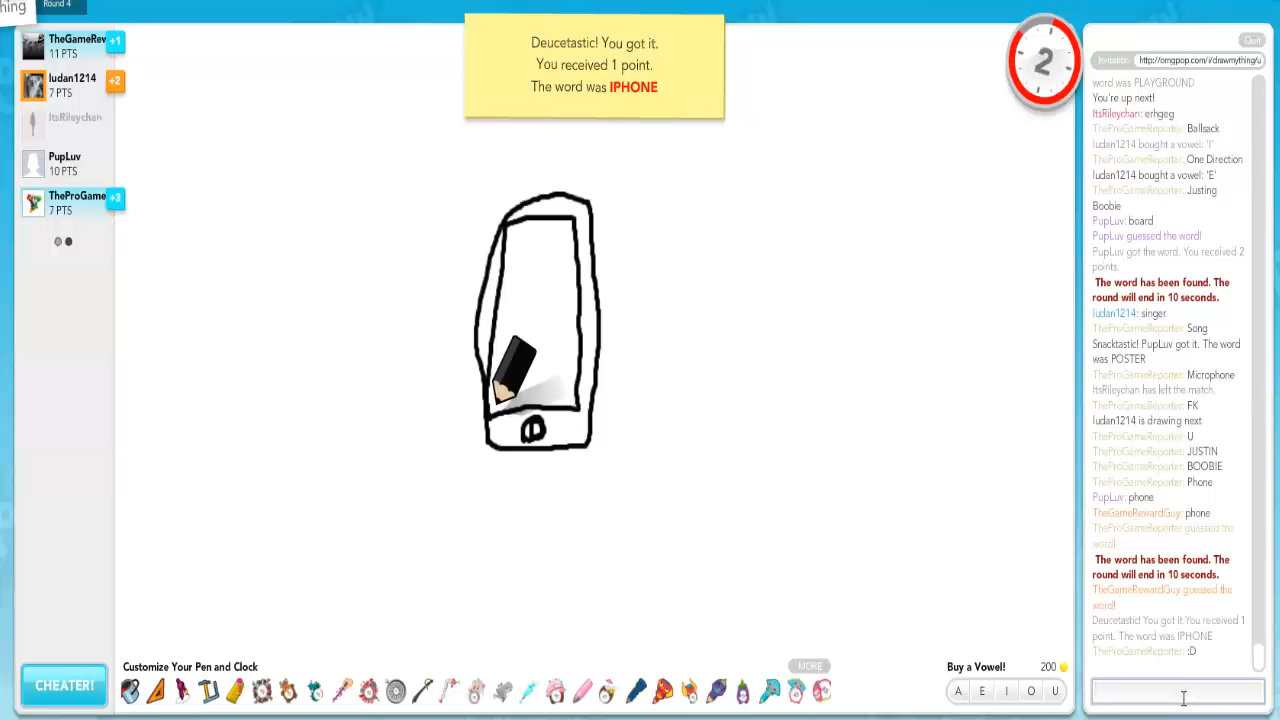 hing
Round 4
TheGameRew
11 PTS
+1
ludan1214
7 PTS
+2
ItsRileychan
PupLuv
10 PTS
TheProGame
7 PTS
+3
Deucetastic! You got it.
You received 1 point.
The word was IPHONE
2
Quit
Invitation
http://omgpop.com/i/drawmything/u
word was PLAYGROUND
You're up next!
ItsRileychan: erhgeg
TheProGameReporter: Ballsack
ludan1214 bought a vowel: 'I'
TheProGameReporter: One Direction
ludan1214 bought a vowel: 'E'
TheProGameReporter: Justing
Boobie
PupLuv: board
PupLuv guessed the word!
PupLuv got the word. You received 2
points.
The word has been found. The
round will end in 10 seconds.
ludan1214: singer
TheProGameReporter: Song
Snacktastic! PupLuv got it. The word
was POSTER
TheProGameReporter: Microphone
ItsRileychan has left the match.
TheProGameReporter: FK
ludan1214 is drawing next
TheProGameReporter: U
TheProGameReporter: JUSTIN
TheProGameReporter: BOOBIE
TheProGameReporter: Phone
PupLuv: phone
TheGameRewardGuy: phone
TheProGameReporter guessed the
word!
The word has been found. The
round will end in 10 seconds.
TheGameRewardGuy guessed the
word!
Deucetastic! You got it.You received 1
point. The word was IPHONE
TheProGameReporter: :D
CHEATER!
Customize Your Pen and Clock
MORE
Buy a Vowel!
200
A E I O U